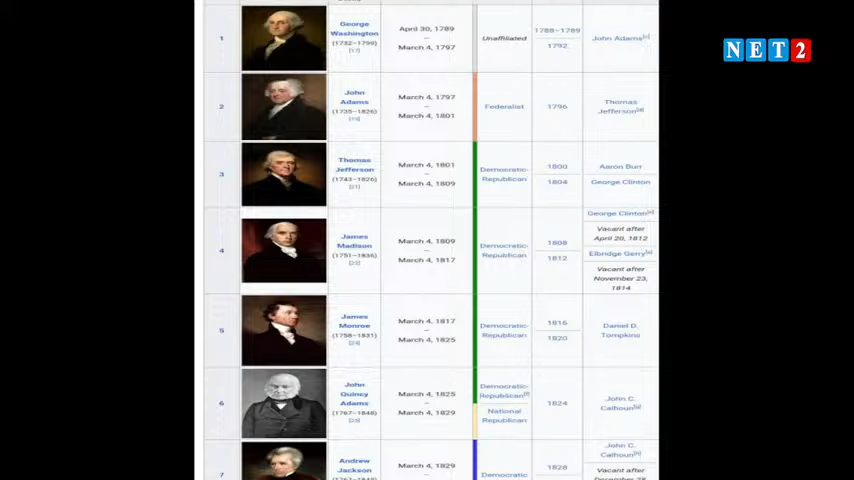 NET2
1
George
Washington
(1732–1799)
[17]
April 30, 1789
–
March 4, 1797
Unaffiliated
1788–1789
1792
John Adams[c]
2
John
Adams
(1735–1826)
[19]
March 4, 1797
–
March 4, 1801
Federalist
1796
Thomas
Jefferson[d]
3
Thomas
Jefferson
(1743–1826)
[21]
March 4, 1801
–
March 4, 1809
Democratic-
Republican
1800
1804
Aaron Burr
George Clinton
4
James
Madison
(1751–1836)
March 4, 1809
–
March 4, 1817
Democratic-
Republican
1808
1812
George Clinton[e]
Vacant after
April 20, 1812
Elbridge Gerry[e]
Vacant after
November 23,
1814
5
James
Monroe
(1758–1831)
[24]
March 4, 1817
–
March 4, 1825
Democratic-
Republican
1816
1820
Daniel D.
Tompkins
6
John
Quincy
Adams
(1767–1848)
March 4, 1825
–
March 4, 1829
Democratic-
Republican[f]
National
Republican
1824
John C.
Calhoun[g]
7
Andrew
Jackson
March 4, 1829
Democratic
1828
John C.
Calhoun[h]
Vacant after